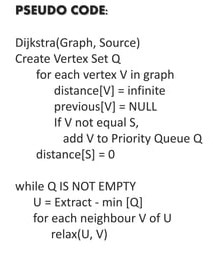 PSEUDO CODE:
Dijkstra(Graph, Source)
Create Vertex Set Q
for each vertex V in graph
distance[V] = infinite
previous[V] = NULL
If V not equal S,
add V to Priority Queue Q
distance[S] = 0
while Q IS NOT EMPTY
U = Extract - min [Q]
for each neighbour V of U
relax(U, V)